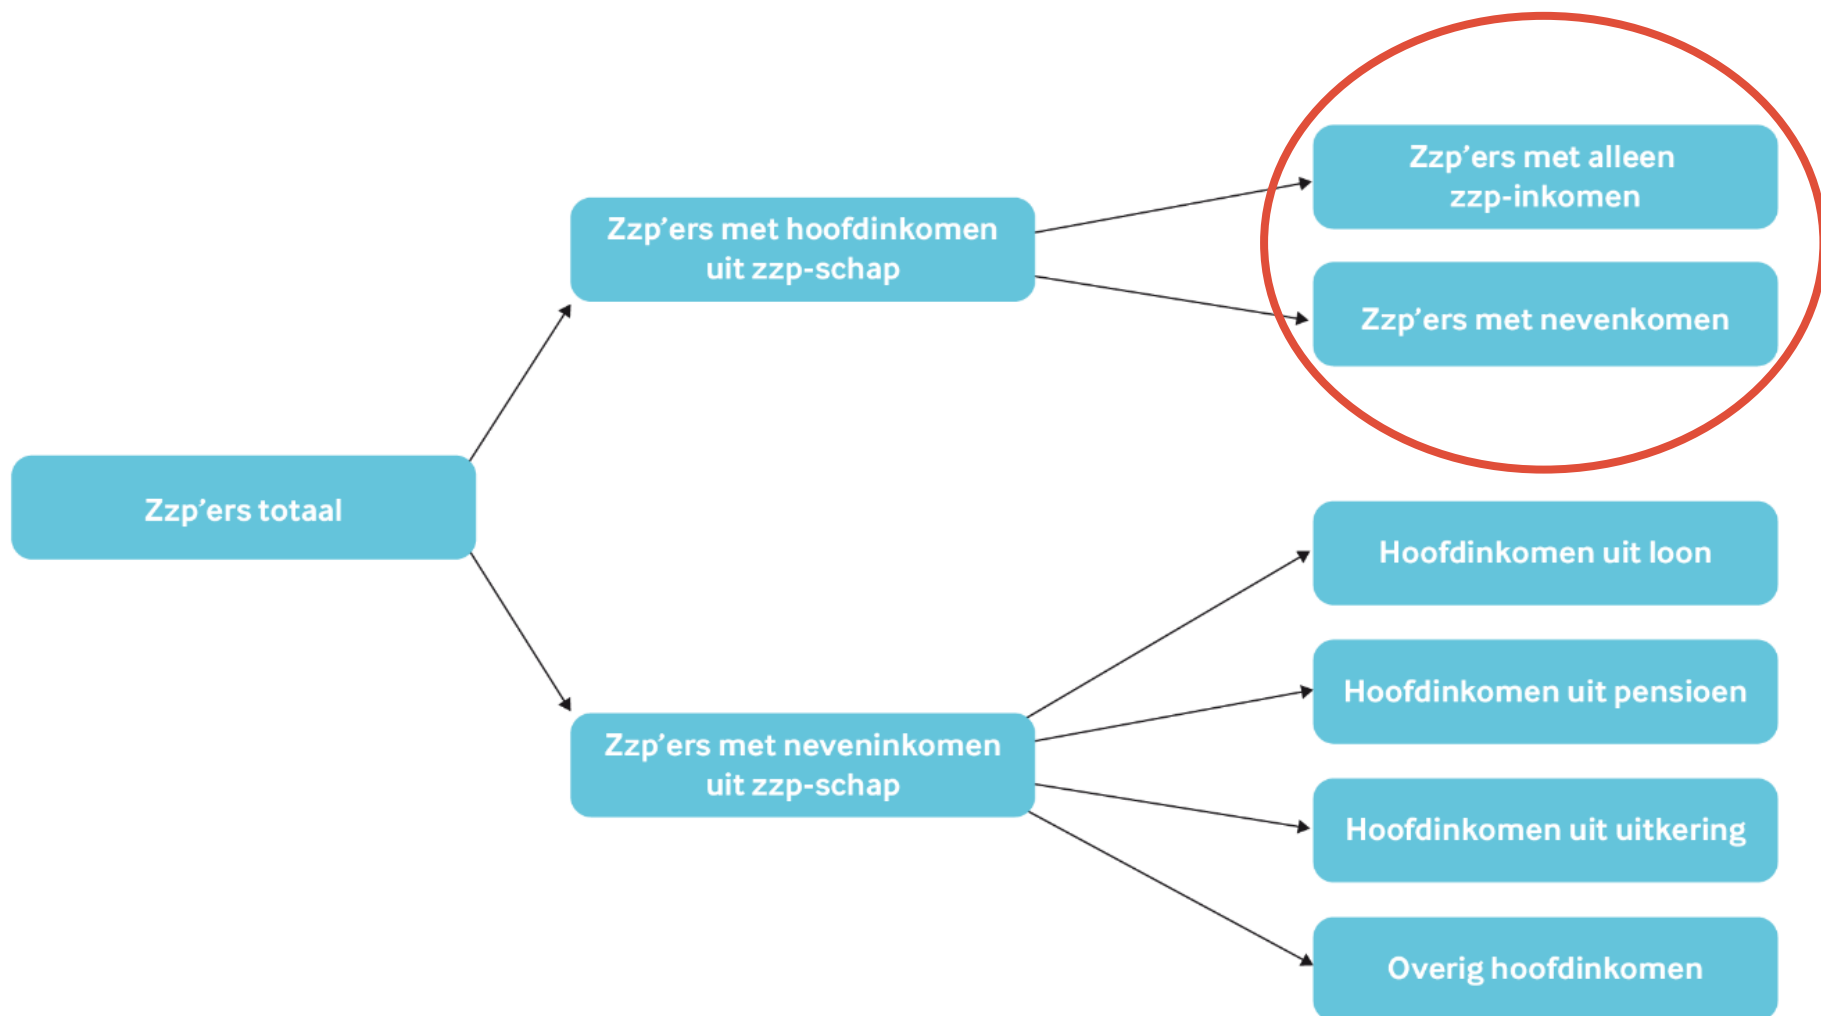 Zzp’ers met alleen
zzp-inkomen
Zzp’ers met hoofdinkomen
uit zzp-schap
Zzp’ers met nevenkomen
Zzp’ers totaal
Hoofdinkomen uit loon
Hoofdinkomen uit pensioen
Zzp’ers met neveninkomen
uit zzp-schap
Hoofdinkomen uit uitkering
Overig hoofdinkomen